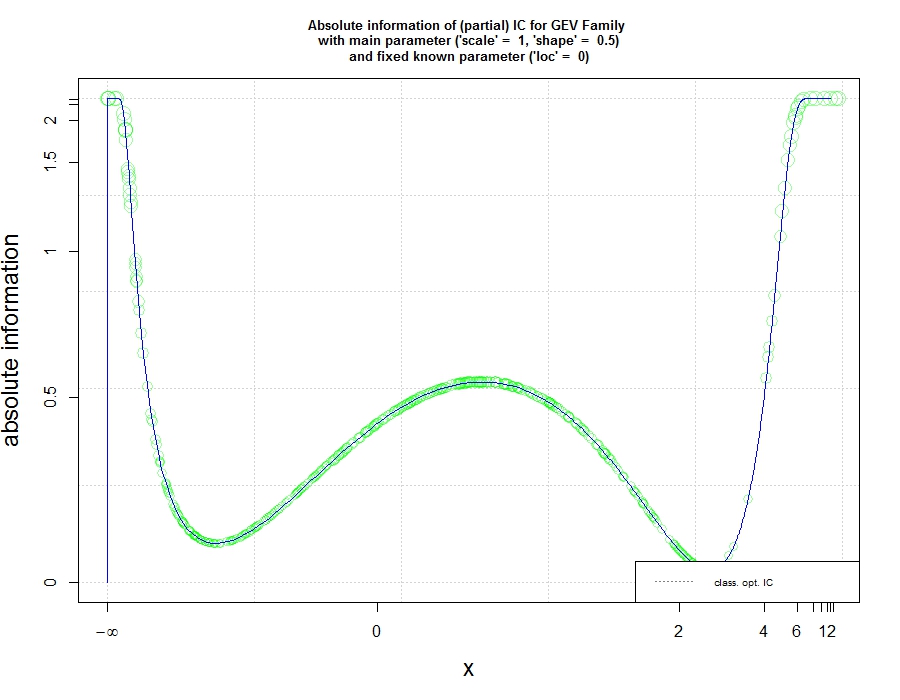 Absolute information of (partial) IC for GEV Family
with main parameter ('scale' = 1, 'shape' = 0.5)
and fixed known parameter ('loc' = 0)
absolute information
2
1.5
1
0.5
0
class. opt. IC
−∞ 0 2 4 6 12
x